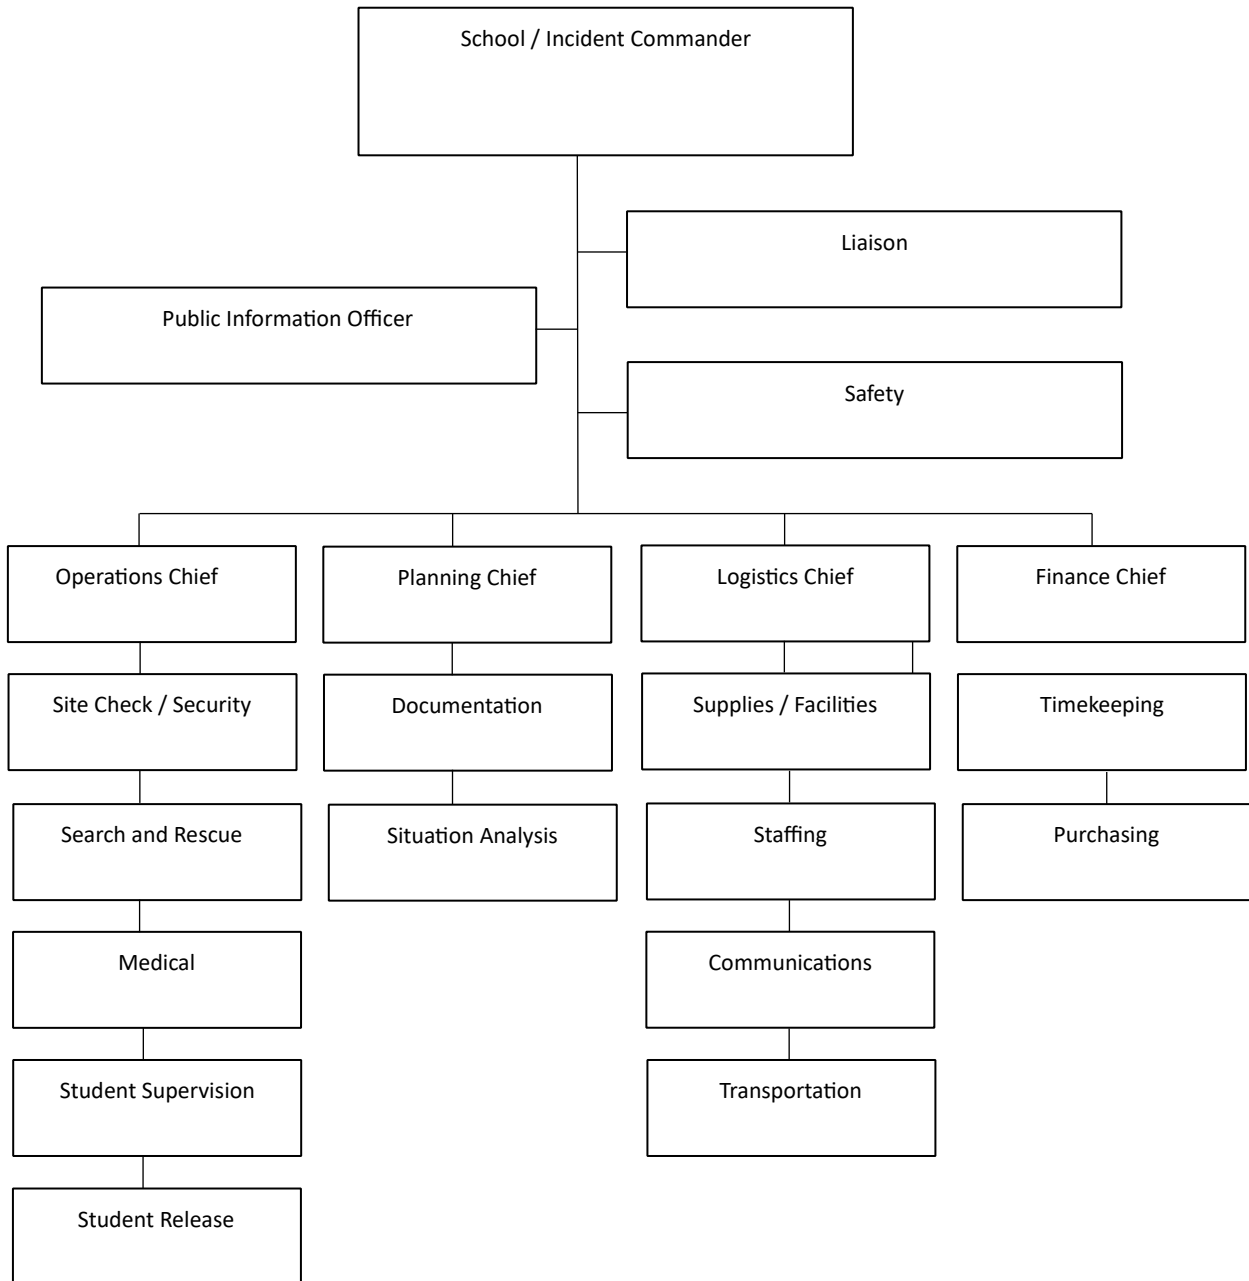 School / Incident Commander
Liaison
Public Information Officer
Safety
Operations Chief
Planning Chief
Logistics Chief
Finance Chief
Site Check / Security
Documentation
Supplies / Facilities
Timekeeping
Search and Rescue
Situation Analysis
Staffing
Purchasing
Medical
Communications
Student Supervision
Transportation
Student Release